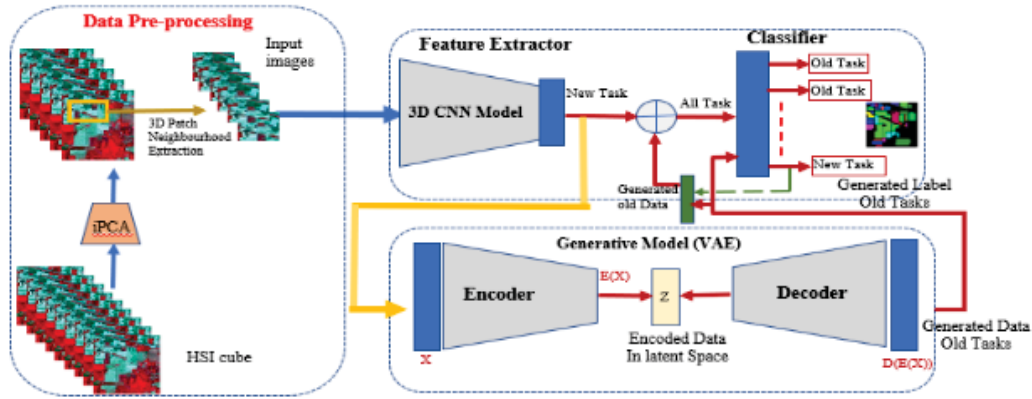 Data Pre-processing
Input
images
3D Patch
Neighbourhood
Extraction
iPCA
HSI cube
Feature Extractor
3D CNN Model
New Task
All Task
Classifier
Old Task
Old Task
New Task
Generated
old Data
Generated Label
Old Tasks
Generative Model (VAE)
Encoder
X
E(X)
Z
Encoded Data
In latent Space
Decoder
D(E(X))
Generated Data
Old Tasks